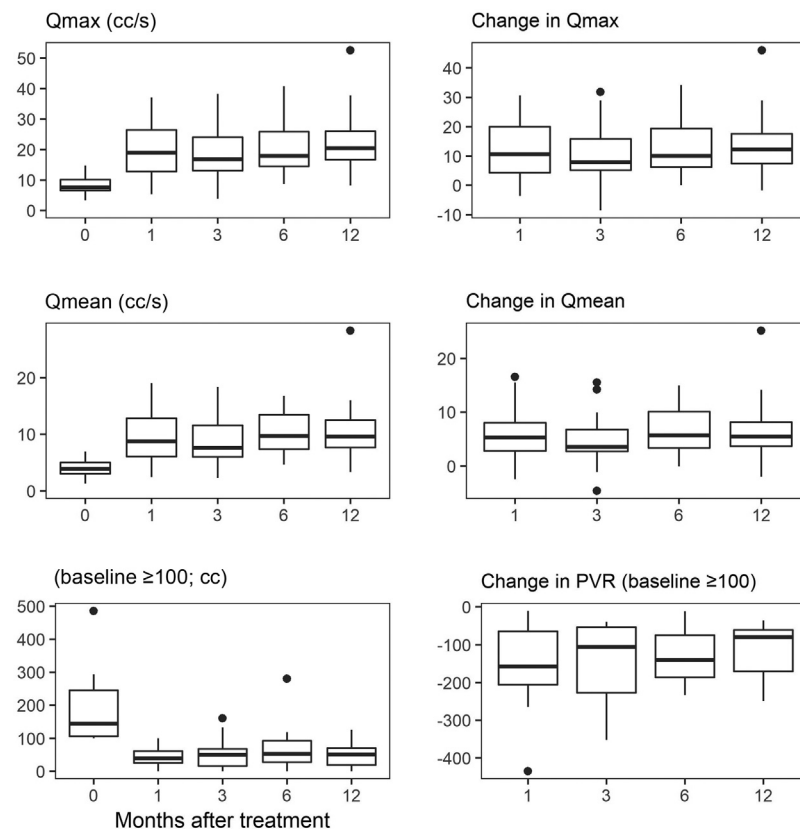 Qmax (cc/s)
50
40
30
20
10
0
0 1 3 6 12
Change in Qmax
40
30
20
10
0
-10
1 3 6 12
Qmean (cc/s)
20
10
0
0 1 3 6 12
Change in Qmean
20
10
0
1 3 6 12
(baseline ≥100; cc)
500
400
300
200
100
0
0 1 3 6 12
Months after treatment
Change in PVR (baseline ≥100)
0
-100
-200
-300
-400
1 3 6 12